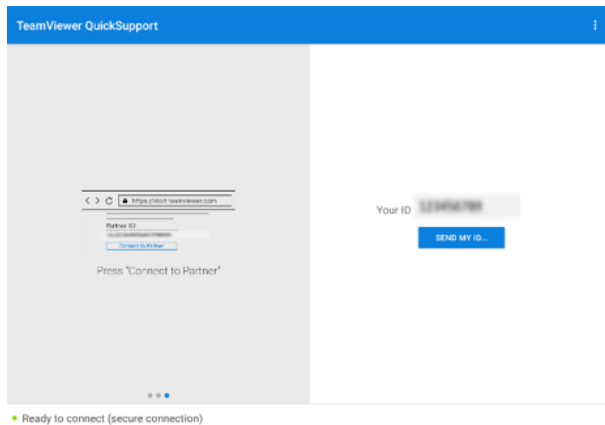 TeamViewer QuickSupport
https://start.teamviewer.com
Partner ID
Connect to Partner
Press "Connect to Partner"
Your ID 123456789
SEND MY ID...
Ready to connect (secure connection)